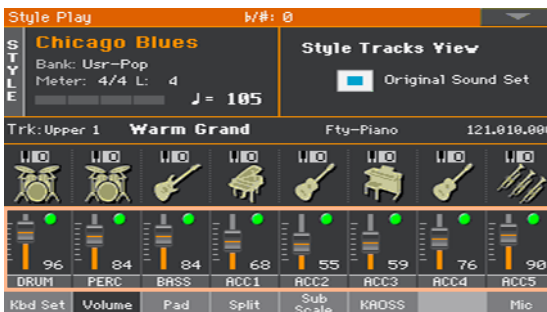 Style Play ♭/#: 0
STYLE
Chicago Blues
Bank: Usr-Pop
Meter: 4/4 L: 4
♩= 105
Style Tracks View
Original Sound Set
Trk: Upper 1 Warm Grand Fty-Piano 121.010.00
96 84 84 68 55 59 76 90
DRUM PERC BASS ACC1 ACC2 ACC3 ACC4 ACC5
Kbd Set Volume Pad Split Sub Scale KAOSS Mic